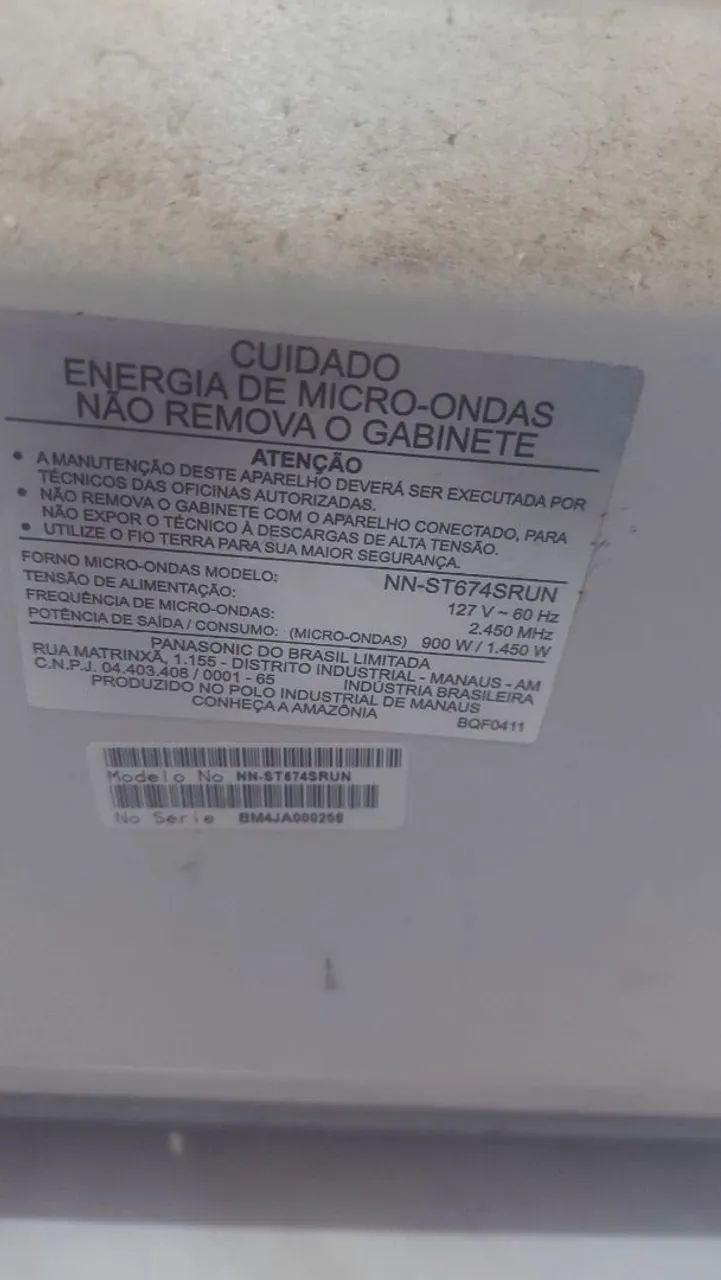 CUIDADO
ENERGIA DE MICRO-ONDAS
NÃO REMOVA O GABINETE
ATENÇÃO
• A MANUTENÇÃO DESTE APARELHO DEVERÁ SER EXECUTADA POR
TÉCNICOS DAS OFICINAS AUTORIZADAS.
• NÃO REMOVA O GABINETE COM O APARELHO CONECTADO, PARA
NÃO EXPOR O TÉCNICO À DESCARGAS DE ALTA TENSÃO.
• UTILIZE O FIO TERRA PARA SUA MAIOR SEGURANÇA.
FORNO MICRO-ONDAS MODELO: NN-ST674SRUN
TENSÃO DE ALIMENTAÇÃO: 127 V ~ 60 Hz
FREQUÊNCIA DE MICRO-ONDAS: 2.450 MHz
POTÊNCIA DE SAÍDA / CONSUMO: (MICRO-ONDAS) 900 W / 1.450 W
PANASONIC DO BRASIL LIMITADA
RUA MATRINXÃ, 1.155 - DISTRITO INDUSTRIAL - MANAUS - AM
C.N.P.J. 04.403.408 / 0001 - 65 INDÚSTRIA BRASILEIRA
PRODUZIDO NO POLO INDUSTRIAL DE MANAUS
CONHEÇA A AMAZÔNIA BQF0411
Modelo No NN-ST674SRUN
No Serie BM4JA000256